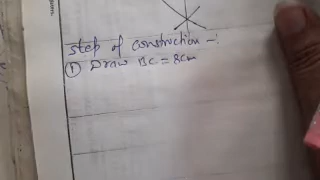 step of construction :-
① Draw BC = 8cm